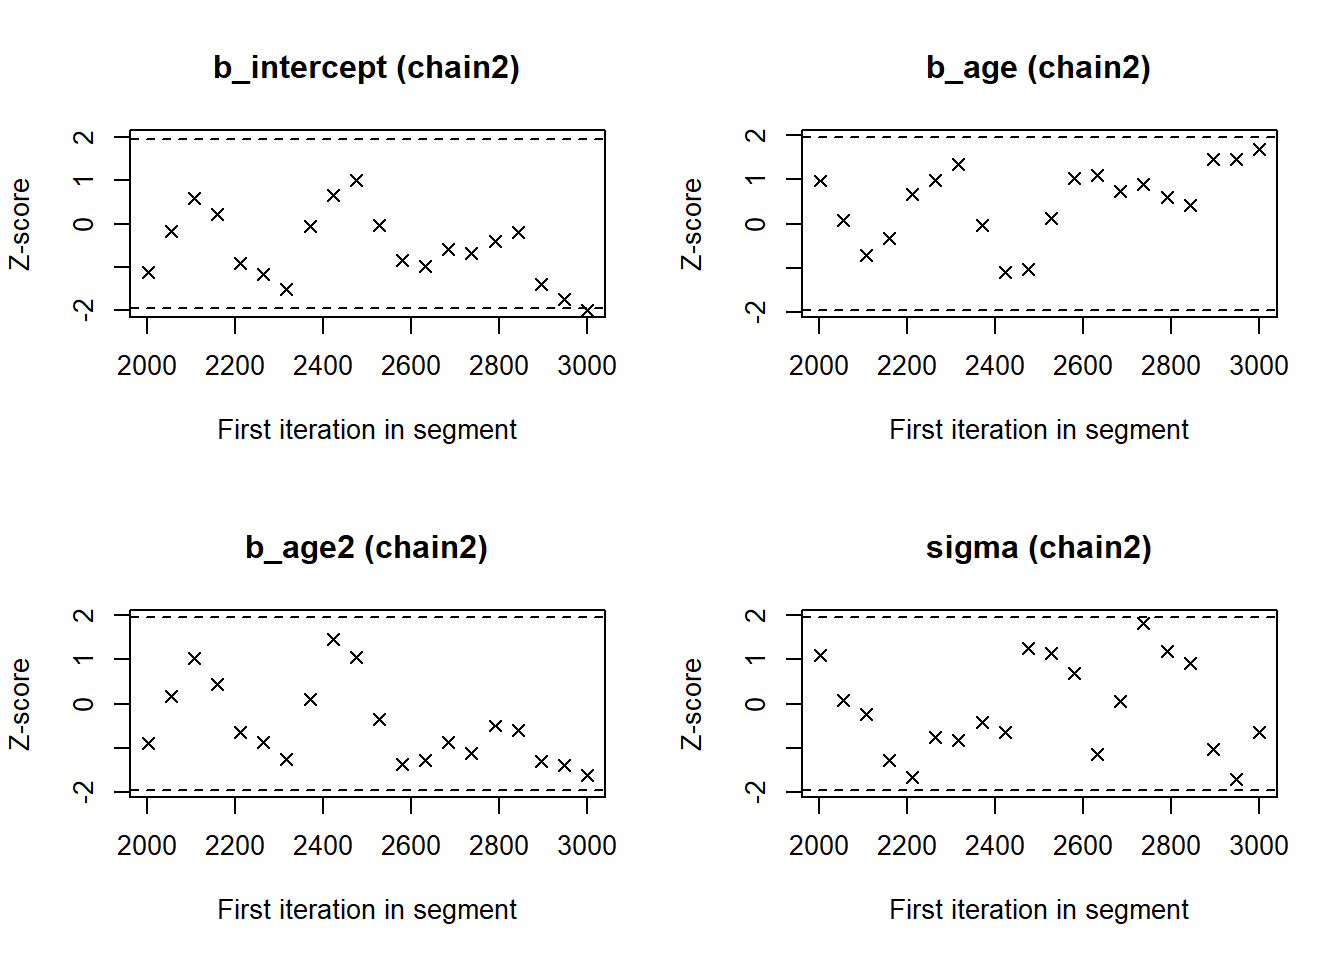 b_intercept (chain2)
Z-score
2
1
0
-2
2000 2200 2400 2600 2800 3000
First iteration in segment
b_age (chain2)
Z-score
2
1
0
-2
2000 2200 2400 2600 2800 3000
First iteration in segment
b_age2 (chain2)
Z-score
2
1
0
-2
2000 2200 2400 2600 2800 3000
First iteration in segment
sigma (chain2)
Z-score
2
1
0
-2
2000 2200 2400 2600 2800 3000
First iteration in segment